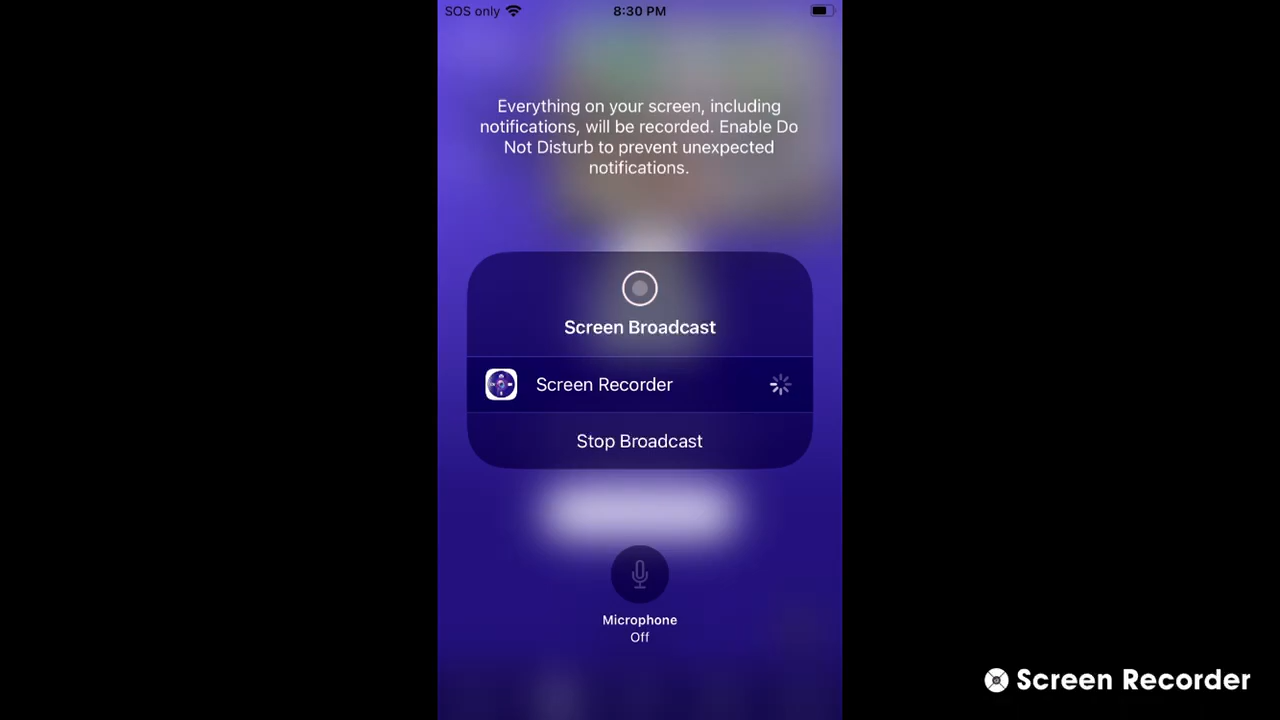 SOS only
8:30 PM
Everything on your screen, including
notifications, will be recorded. Enable Do
Not Disturb to prevent unexpected
notifications.
Screen Broadcast
Screen Recorder
Stop Broadcast
Microphone
Off
Screen Recorder